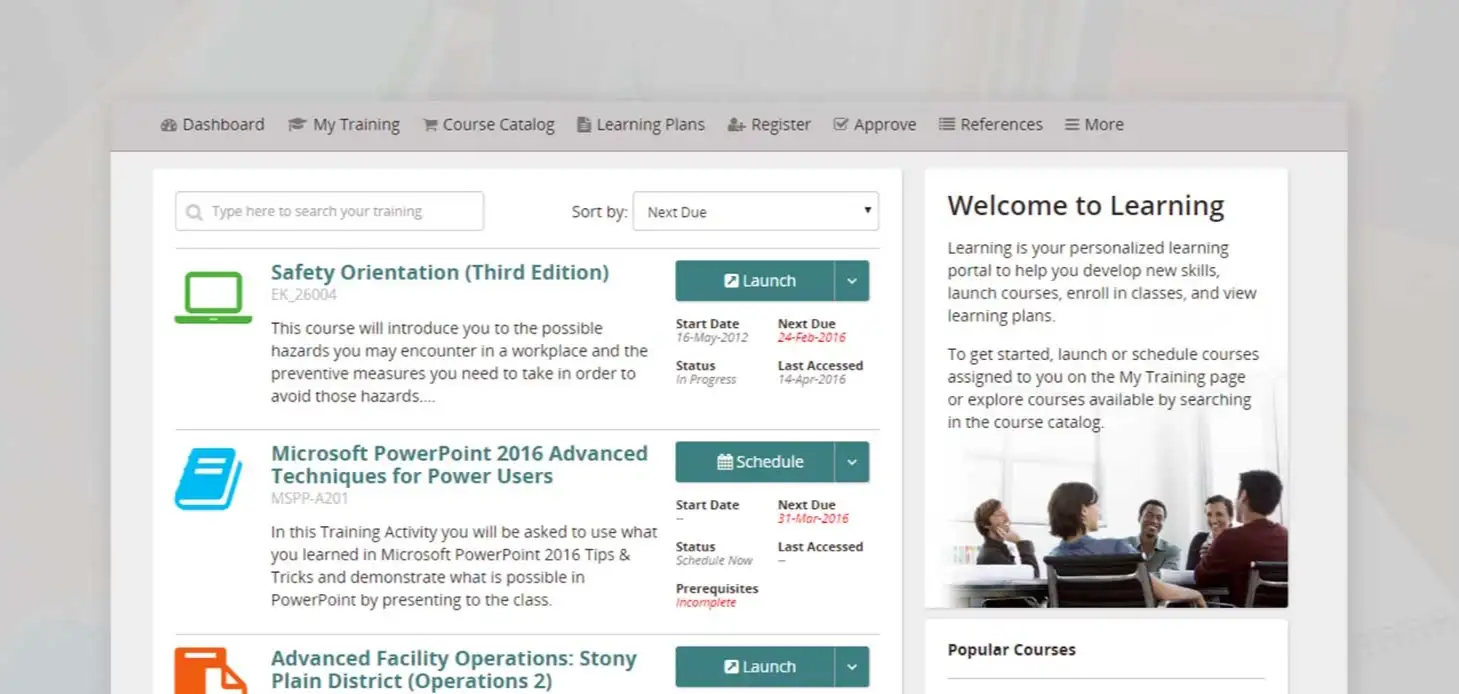 Dashboard My Training Course Catalog Learning Plans Register Approve References More
Type here to search your training Sort by: Next Due
Safety Orientation (Third Edition)
EK_26004
This course will introduce you to the possible
hazards you may encounter in a workplace and the
preventive measures you need to take in order to
avoid those hazards....
Launch
Start Date Next Due
16-May-2012 24-Feb-2016
Status Last Accessed
In Progress 14-Apr-2016
Microsoft PowerPoint 2016 Advanced
Techniques for Power Users
MSPP-A201
In this Training Activity you will be asked to use what
you learned in Microsoft PowerPoint 2016 Tips &
Tricks and demonstrate what is possible in
PowerPoint by presenting to the class.
Schedule
Start Date Next Due
-- 31-Mar-2016
Status Last Accessed
Schedule Now --
Prerequisites
Incomplete
Advanced Facility Operations: Stony
Plain District (Operations 2)
Launch
Welcome to Learning
Learning is your personalized learning
portal to help you develop new skills,
launch courses, enroll in classes, and view
learning plans.
To get started, launch or schedule courses
assigned to you on the My Training page
or explore courses available by searching
in the course catalog.
Popular Courses